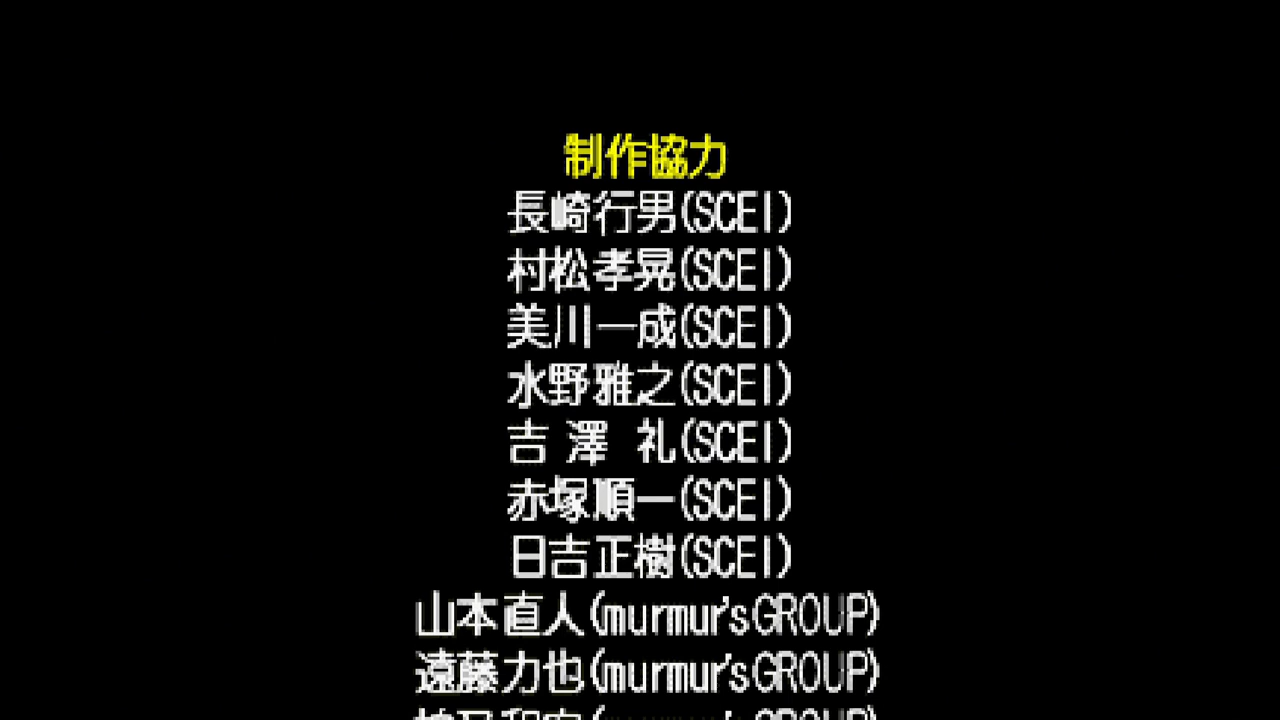 制作協力
長崎行男(SCEI)
村松孝晃(SCEI)
美川一成(SCEI)
水野雅之(SCEI)
吉澤 礼(SCEI)
赤塚順一(SCEI)
日吉正樹(SCEI)
山本直人(murmur'sGROUP)
遠藤力也(murmur'sGROUP)